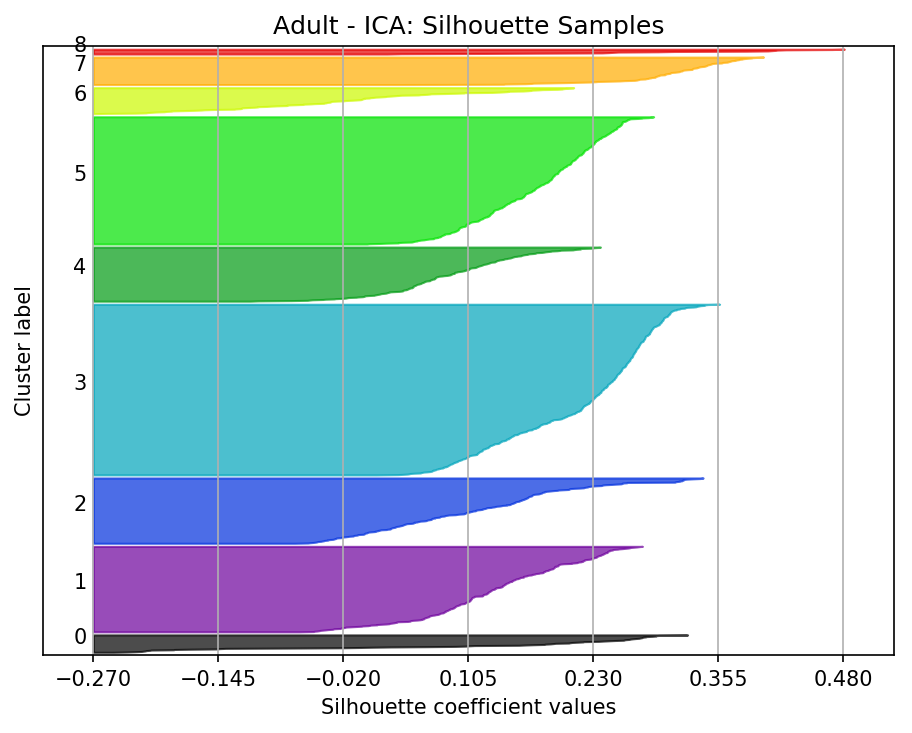 Adult - ICA: Silhouette Samples
8
7
6
5
4
3
2
1
0
Cluster label
−0.270 −0.145 −0.020 0.105 0.230 0.355 0.480
Silhouette coefficient values